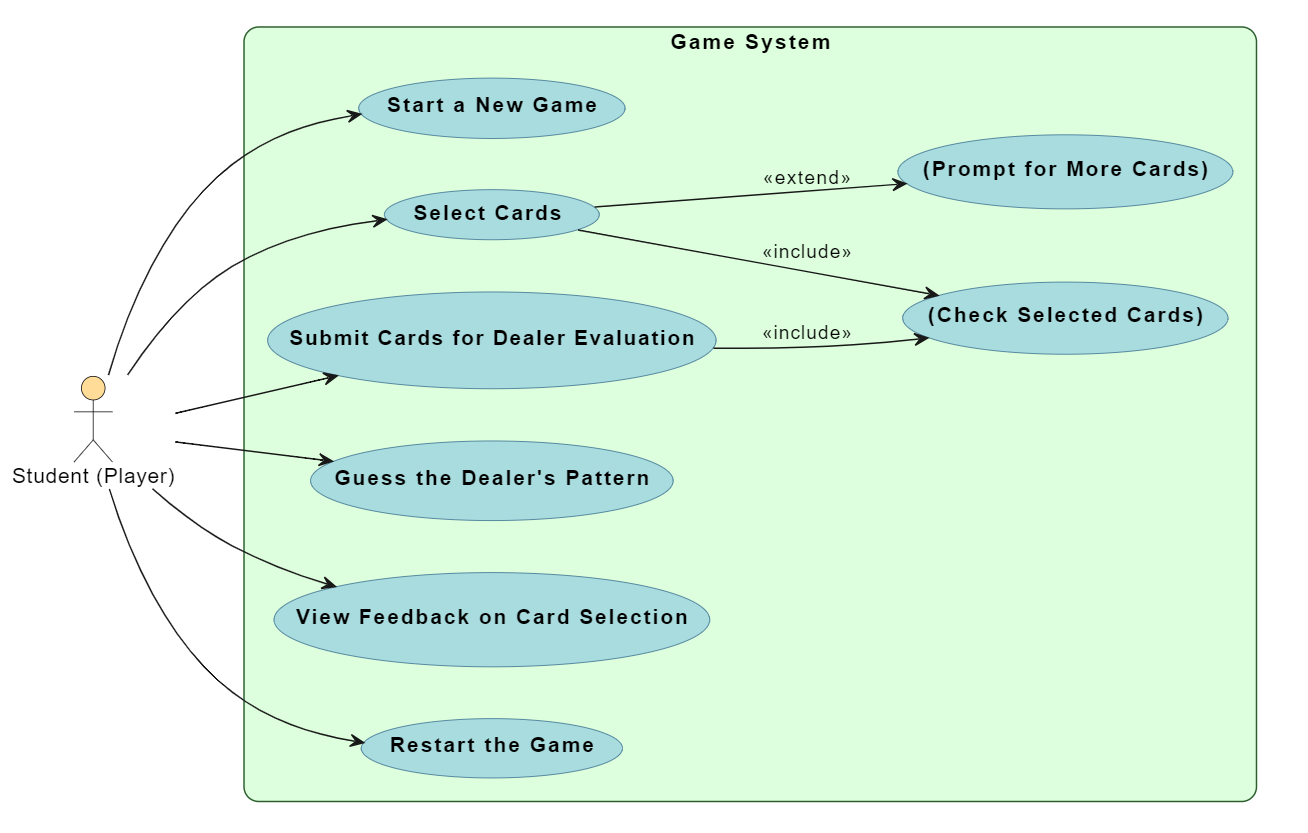 Game System
Start a New Game
(Prompt for More Cards)
«extend»
Select Cards
«include»
(Check Selected Cards)
Submit Cards for Dealer Evaluation
«include»
Student (Player)
Guess the Dealer's Pattern
View Feedback on Card Selection
Restart the Game